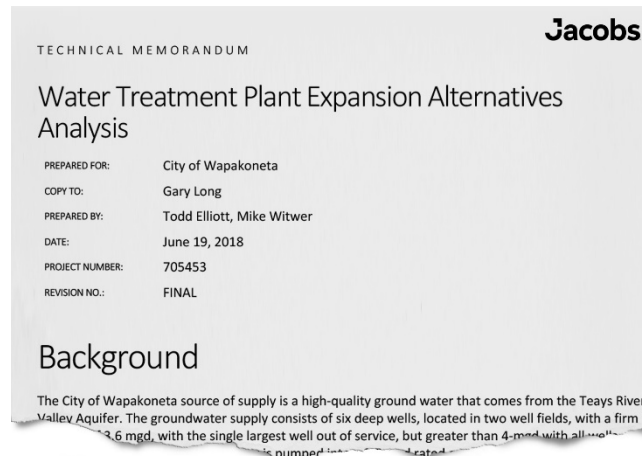 Jacobs
TECHNICAL MEMORANDUM
Water Treatment Plant Expansion Alternatives
Analysis
PREPARED FOR: City of Wapakoneta
COPY TO: Gary Long
PREPARED BY: Todd Elliott, Mike Witwer
DATE: June 19, 2018
PROJECT NUMBER: 705453
REVISION NO.: FINAL
Background
The City of Wapakoneta source of supply is a high-quality ground water that comes from the Teays River
Valley Aquifer. The groundwater supply consists of six deep wells, located in two well fields, with a firm
3.6 mgd, with the single largest well out of service, but greater than 4-mgd with all
is pumped